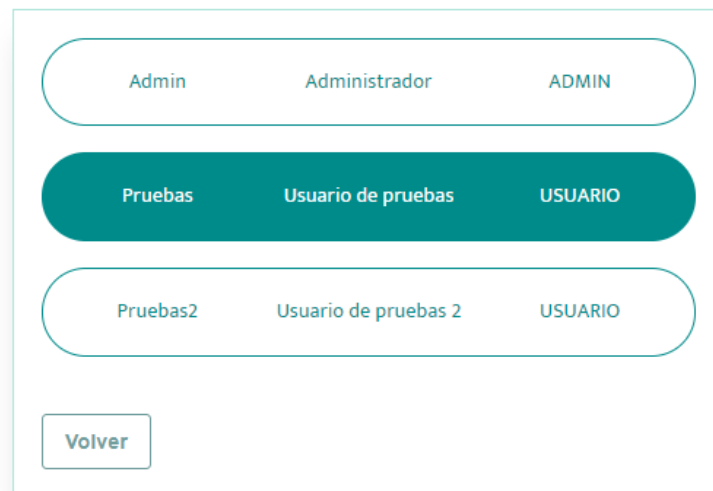 Admin Administrador ADMIN
Pruebas Usuario de pruebas USUARIO
Pruebas2 Usuario de pruebas 2 USUARIO
Volver